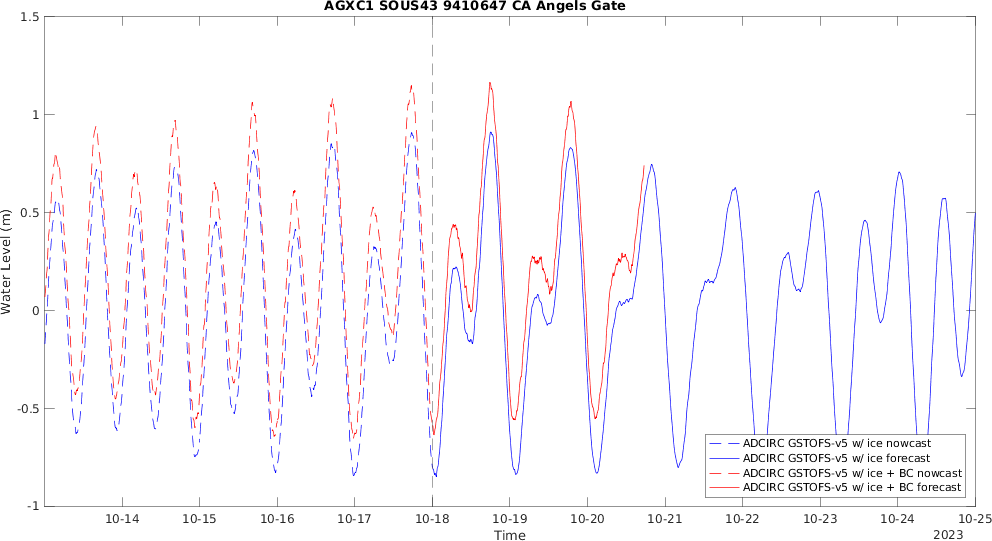 AGXC1 SOUS43 9410647 CA Angels Gate
1.5
1
0.5
0
-0.5
-1
Water Level (m)
10-14 10-15 10-16 10-17 10-18 10-19 10-20 10-21 10-22 10-23 10-24 10-25
Time
2023
ADCIRC GSTOFS-v5 w/ ice nowcast
ADCIRC GSTOFS-v5 w/ ice forecast
ADCIRC GSTOFS-v5 w/ ice + BC nowcast
ADCIRC GSTOFS-v5 w/ ice + BC forecast